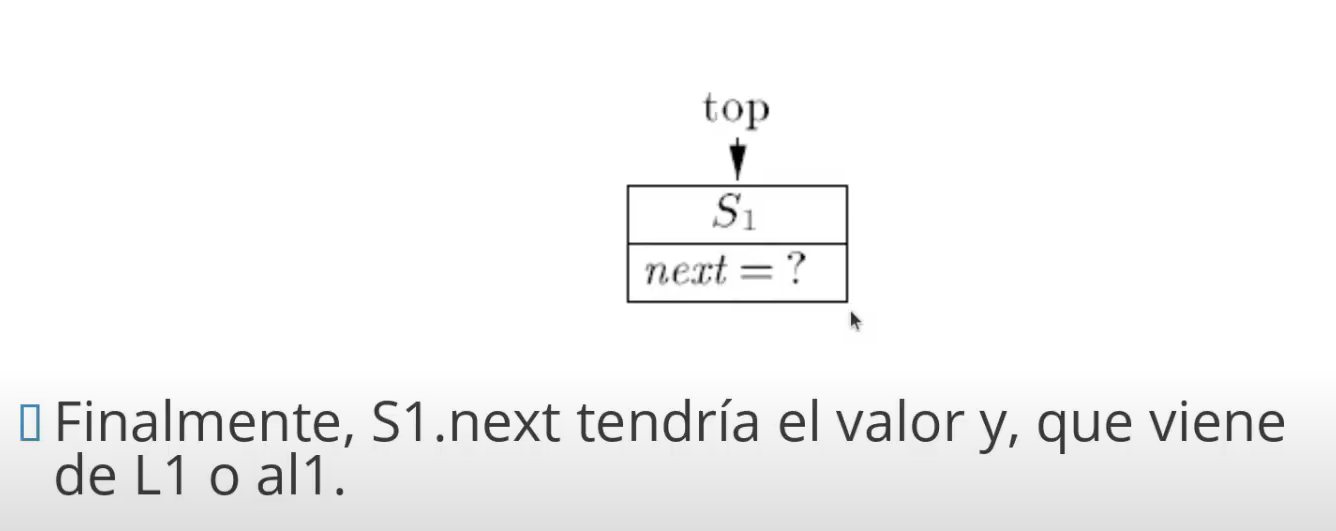 top
S₁
next = ?
Finalmente, S1.next tendría el valor y, que viene
de L1 o al1.